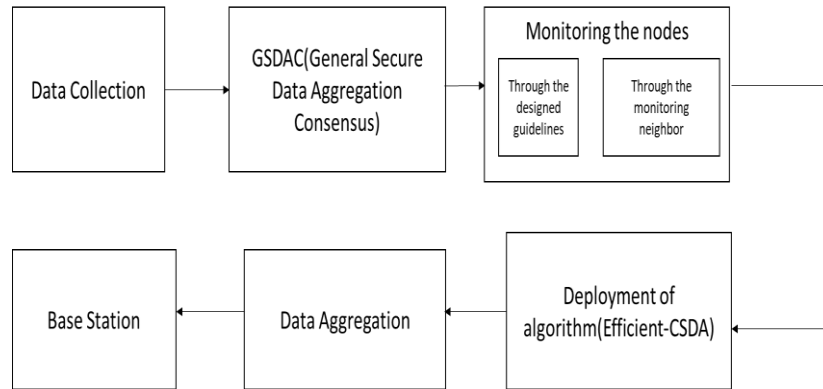 Data Collection
GSDAC(General Secure
Data Aggregation
Consensus)
Monitoring the nodes
Through the
designed
guidelines
Through the
monitoring
neighbor
Base Station
Data Aggregation
Deployment of
algorithm(Efficient-CSDA)